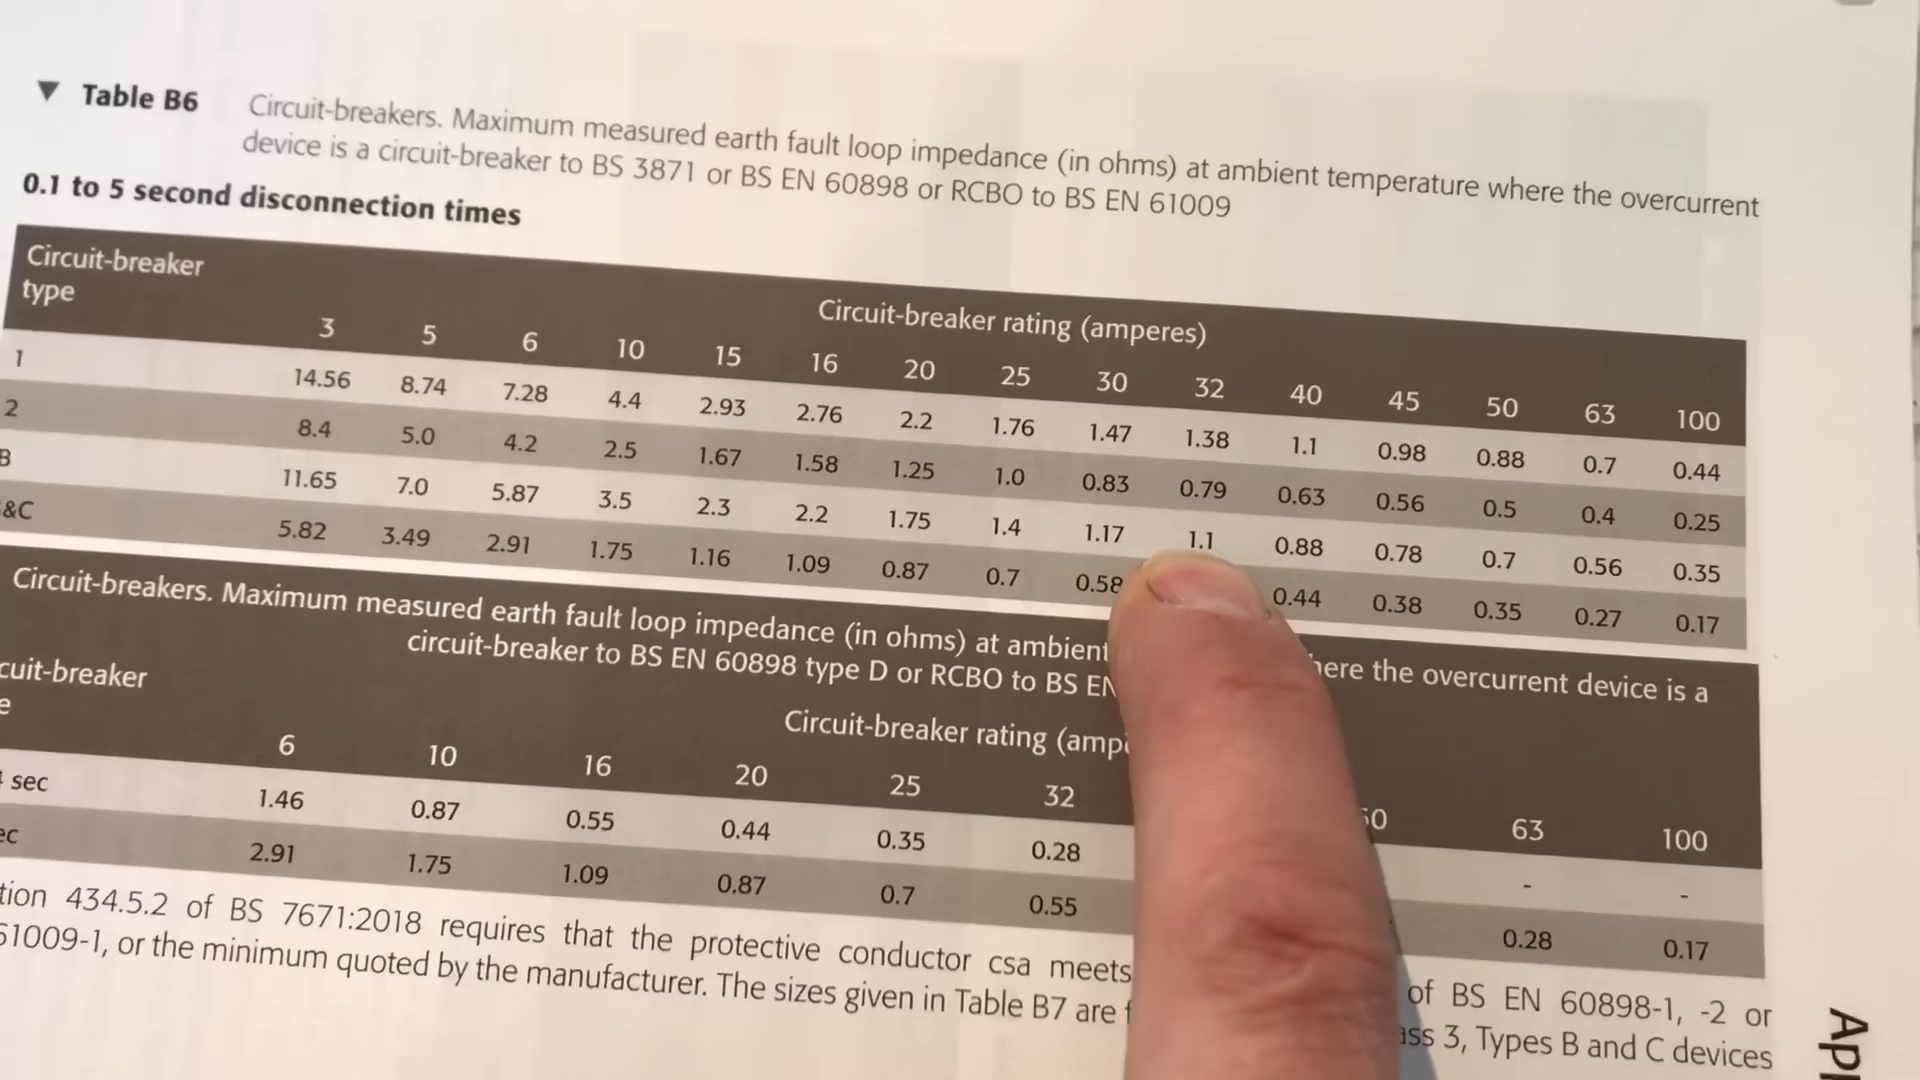 ▼ Table B6 Circuit-breakers. Maximum measured earth fault loop impedance (in ohms) at ambient temperature where the overcurrent
device is a circuit-breaker to BS 3871 or BS EN 60898 or RCBO to BS EN 61009
0.1 to 5 second disconnection times
Circuit-breaker
type
Circuit-breaker rating (amperes)
3 5 6 10 15 16 20 25 30 32 40 45 50 63 100
1 14.56 8.74 7.28 4.4 2.93 2.76 2.2 1.76 1.47 1.38 1.1 0.98 0.88 0.7 0.44
2 8.4 5.0 4.2 2.5 1.67 1.58 1.25 1.0 0.83 0.79 0.63 0.56 0.5 0.4 0.25
B 11.65 7.0 5.87 3.5 2.3 2.2 1.75 1.4 1.17 1.1 0.88 0.78 0.7 0.56 0.35
&C 5.82 3.49 2.91 1.75 1.16 1.09 0.87 0.7 0.58 0.44 0.38 0.35 0.27 0.17
Circuit-breakers. Maximum measured earth fault loop impedance (in ohms) at ambient here the overcurrent device is a
circuit-breaker to BS EN 60898 type D or RCBO to BS EN
cuit-breaker
e
Circuit-breaker rating (amp
6 10 16 20 25 32 50 63 100
sec 1.46 0.87 0.55 0.44 0.35 0.28 - -
ec 2.91 1.75 1.09 0.87 0.7 0.55 0.28 0.17
tion 434.5.2 of BS 7671:2018 requires that the protective conductor csa meets of BS EN 60898-1, -2 or
61009-1, or the minimum quoted by the manufacturer. The sizes given in Table B7 are f ass 3, Types B and C devices
Ap